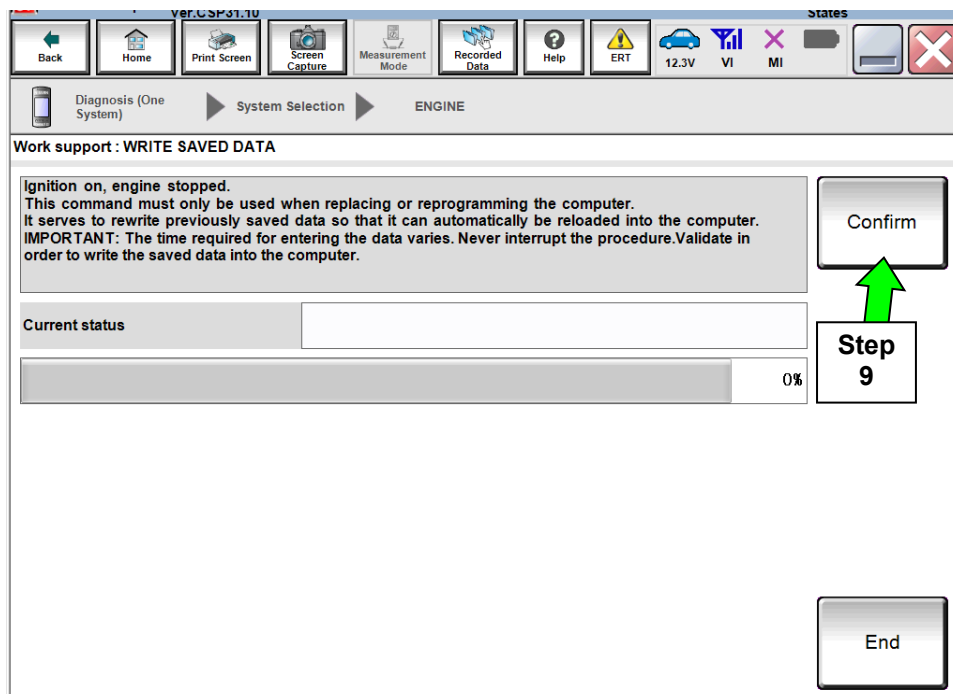 Ver.CSP31.10
States
Back
Home
Print Screen
Screen
Capture
Measurement
Mode
Recorded
Data
Help
ERT
12.3V
VI
MI
Diagnosis (One
System)
System Selection
ENGINE
Work support : WRITE SAVED DATA
Ignition on, engine stopped.
This command must only be used when replacing or reprogramming the computer.
It serves to rewrite previously saved data so that it can automatically be reloaded into the computer.
IMPORTANT: The time required for entering the data varies. Never interrupt the procedure.Validate in
order to write the saved data into the computer.
Confirm
Current status
Step
9
0%
End